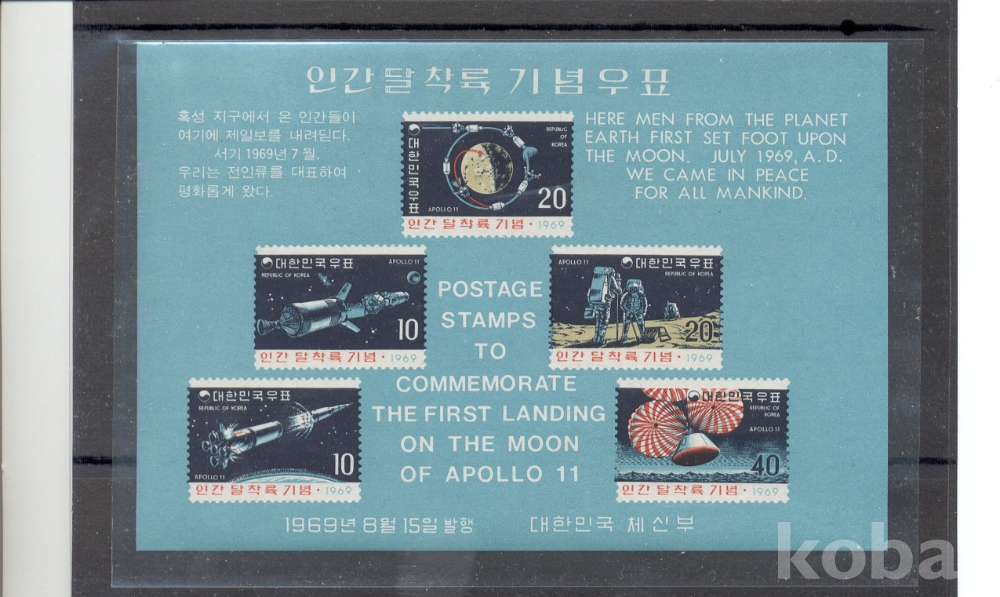 인간 달착륙 기념우표
혹성 지구에서 온 인간들이
여기에 제일보를 내려딛다.
서기 1969년 7월.
우리는 전인류를 대표하여
평화롭게 왔다.
HERE MEN FROM THE PLANET
EARTH FIRST SET FOOT UPON
THE MOON. JULY 1969, A.D.
WE CAME IN PEACE
FOR ALL MANKIND.
대한민국우표
REPUBLIC
OF KOREA
APOLLO 11
20
인간 달착륙 기념 · 1969
대한민국우표
APOLLO 11
REPUBLIC OF KOREA
10
인간 달착륙 기념 · 1969
APOLLO 11
대한민국우표
REPUBLIC OF KOREA
20
인간 달착륙 기념 · 1969
POSTAGE
STAMPS
TO
COMMEMORATE
THE FIRST LANDING
ON THE MOON
OF APOLLO 11
대한민국우표
REPUBLIC OF KOREA
APOLLO 11
10
인간 달착륙 기념 · 1969
대한민국우표
REPUBLIC
OF KOREA
APOLLO 11
40
인간 달착륙 기념 · 1969
1969년 8월 15일 발행
대한민국 체신부
koba